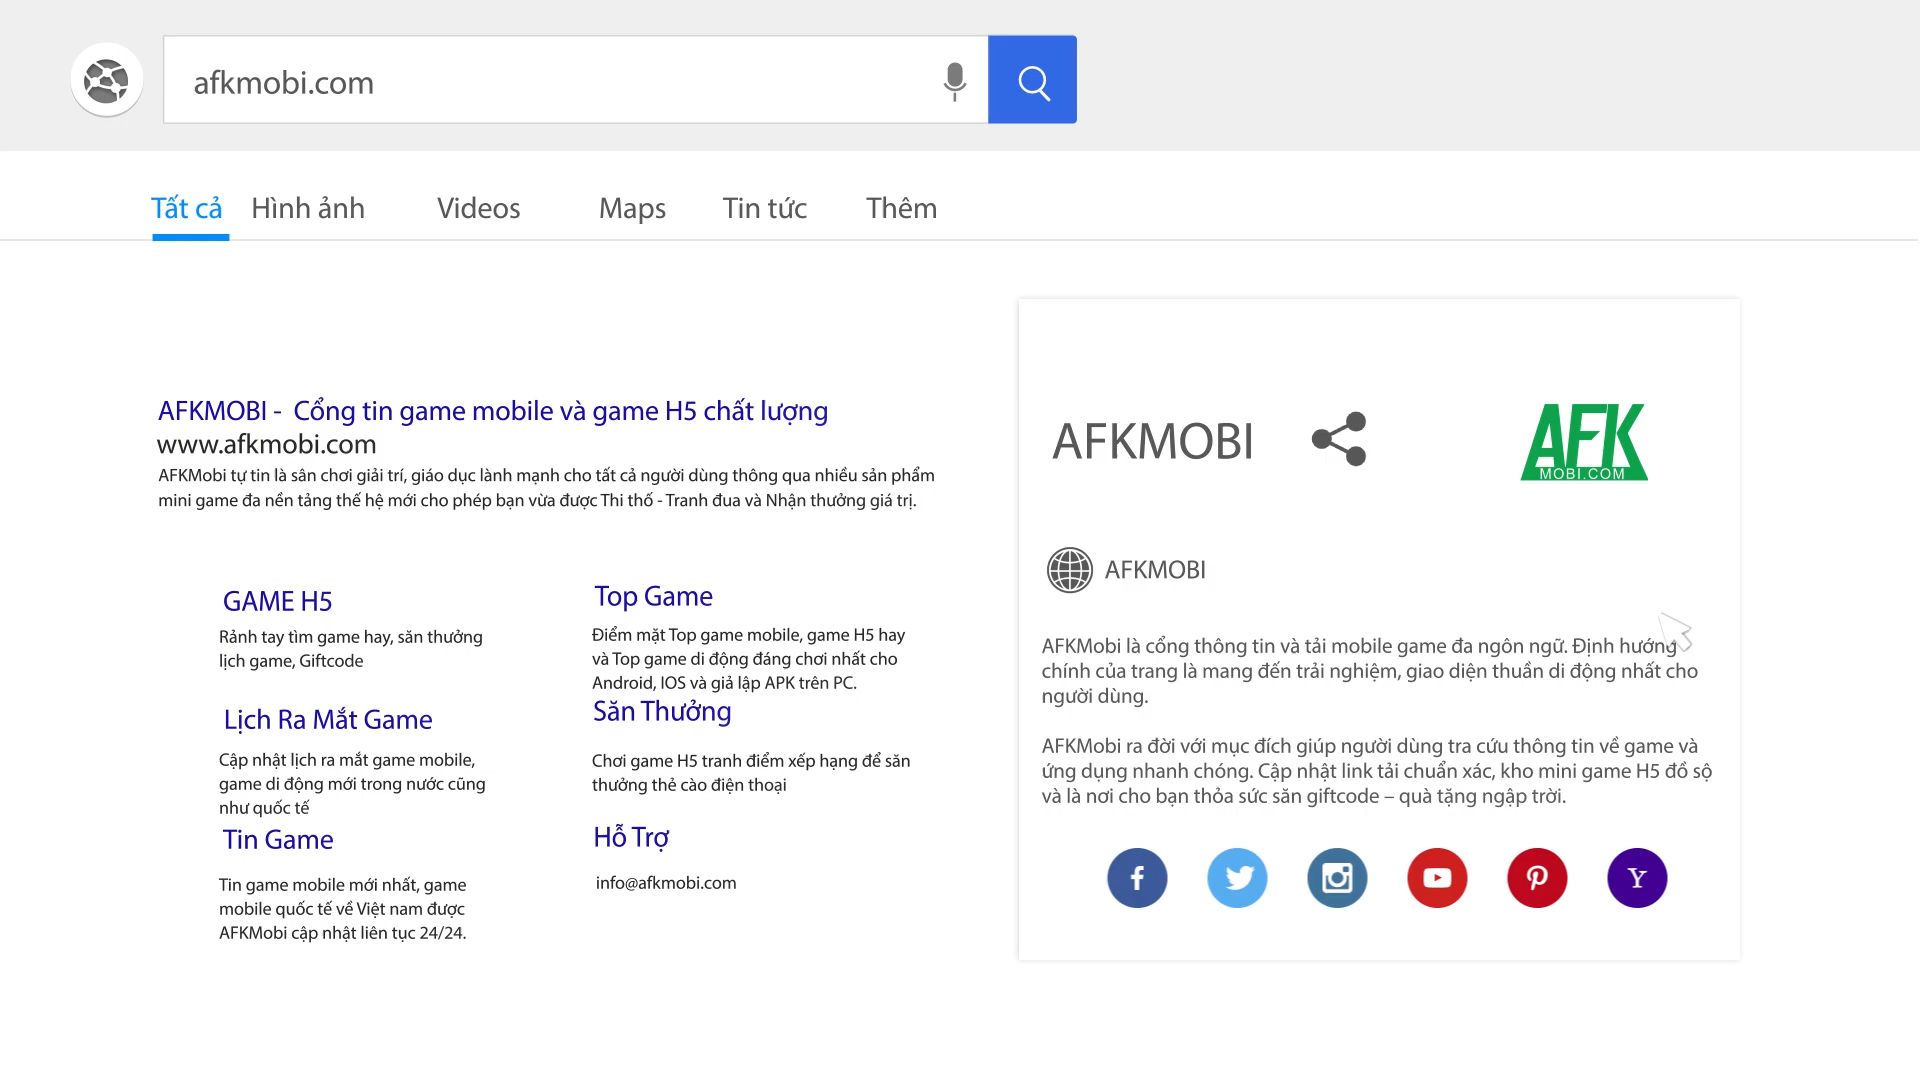 afkmobi.com
Tất cả Hình ảnh Videos Maps Tin tức Thêm
AFKMOBI - Cổng tin game mobile và game H5 chất lượng
www.afkmobi.com
AFKMobi tự tin là sân chơi giải trí, giáo dục lành mạnh cho tất cả người dùng thông qua nhiều sản phẩm
mini game đa nền tảng thế hệ mới cho phép bạn vừa được Thi thố - Tranh đua và Nhận thưởng giá trị.
GAME H5
Rảnh tay tìm game hay, săn thưởng
lịch game, Giftcode
Lịch Ra Mắt Game
Cập nhật lịch ra mắt game mobile,
game di động mới trong nước cũng
như quốc tế
Tin Game
Tin game mobile mới nhất, game
mobile quốc tế về Việt nam được
AFKMobi cập nhật liên tục 24/24.
Top Game
Điểm mặt Top game mobile, game H5 hay
và Top game di động đáng chơi nhất cho
Android, IOS và giả lập APK trên PC.
Săn Thưởng
Chơi game H5 tranh điểm xếp hạng để săn
thưởng thẻ cào điện thoại
Hỗ Trợ
info@afkmobi.com
AFKMOBI
AFK
MOBI.COM
AFKMOBI
AFKMobi là cổng thông tin và tải mobile game đa ngôn ngữ. Định hướng
chính của trang là mang đến trải nghiệm, giao diện thuần di động nhất cho
người dùng.
AFKMobi ra đời với mục đích giúp người dùng tra cứu thông tin về game và
ứng dụng nhanh chóng. Cập nhật link tải chuẩn xác, kho mini game H5 đồ sộ
và là nơi cho bạn thỏa sức săn giftcode – quà tặng ngập trời.